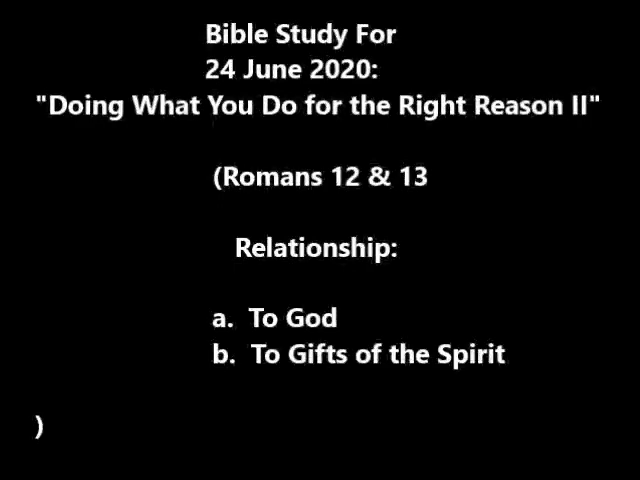 Bible Study For
24 June 2020:
"Doing What You Do for the Right Reason II"
(Romans 12 & 13
Relationship:
a. To God
b. To Gifts of the Spirit
)